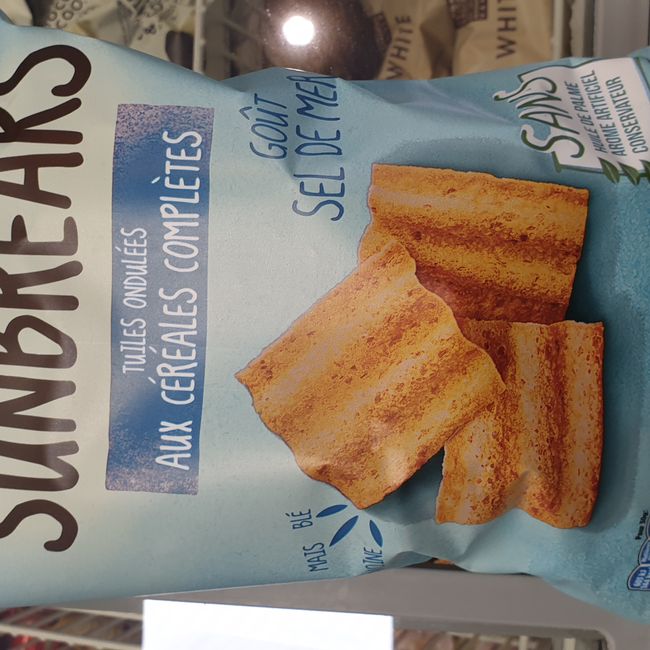 SUNBREAKS
TUILES ONDULÉES
AUX CÉRÉALES COMPLÈTES
GOÛT
SEL DE MER
SANS
HUILE DE PALME
ARÔME ARTIFICIEL
CONSERVATEUR
MAÏS
BLÉ
WHITE
WHITE